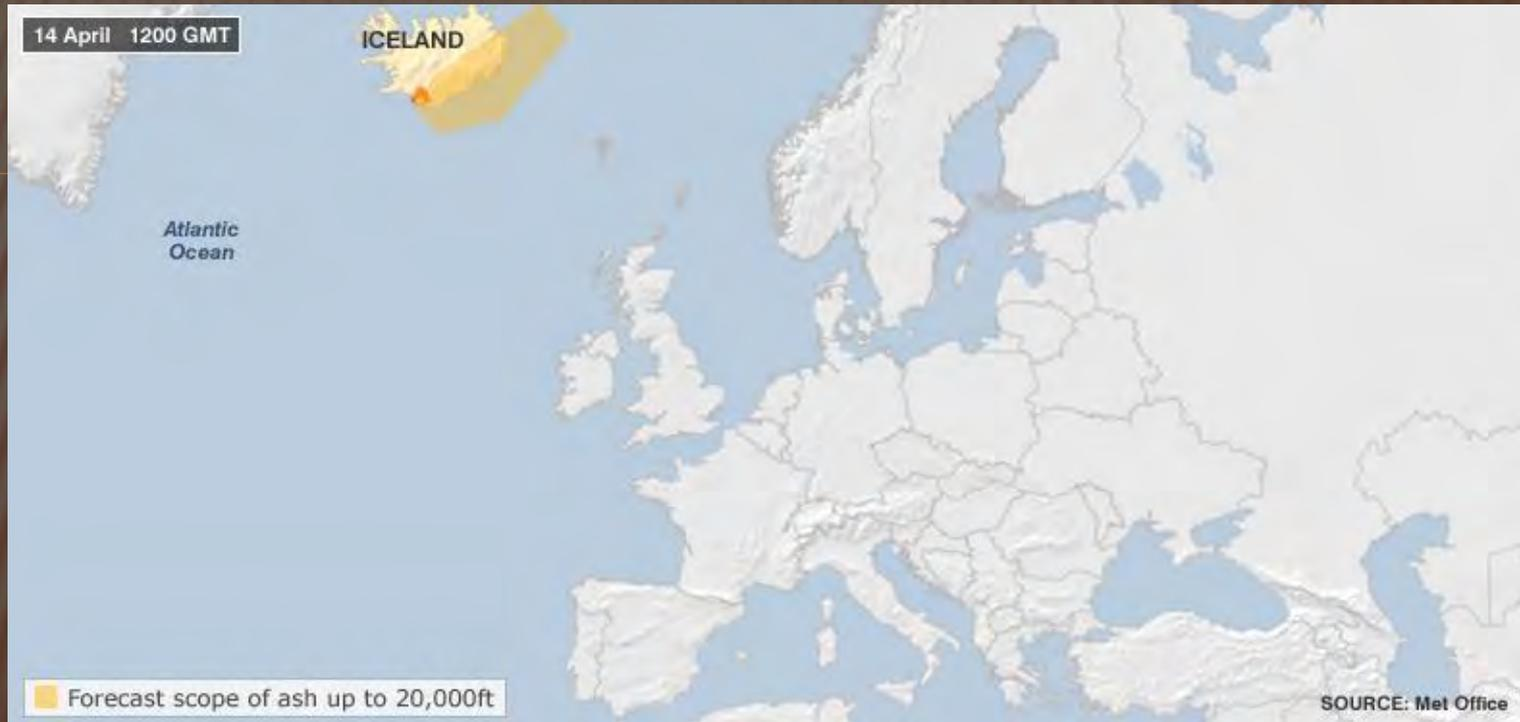 14 April 1200 GMT
ICELAND
Atlantic
Ocean
Forecast scope of ash up to 20,000ft
SOURCE: Met Office